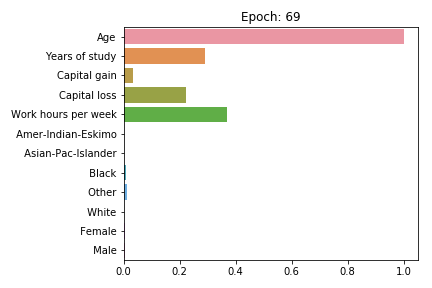 Epoch: 69
Age
Years of study
Capital gain
Capital loss
Work hours per week
Amer-Indian-Eskimo
Asian-Pac-Islander
Black
Other
White
Female
Male
0.0 0.2 0.4 0.6 0.8 1.0